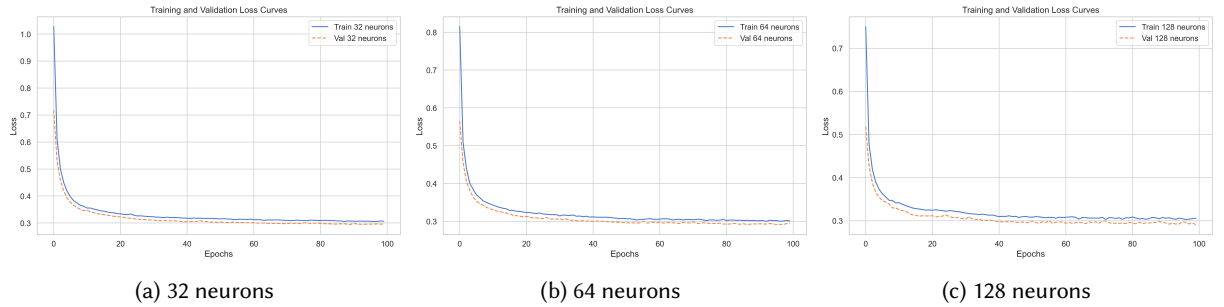 Training and Validation Loss Curves
Train 32 neurons
Val 32 neurons
1.0
0.9
0.8
0.7
0.6
0.5
0.4
0.3
Loss
0
20
40
60
80
100
Epochs
(a) 32 neurons
Training and Validation Loss Curves
Train 64 neurons
Val 64 neurons
0.8
0.7
0.6
0.5
0.4
0.3
Loss
0
20
40
60
80
100
Epochs
(b) 64 neurons
Training and Validation Loss Curves
Train 128 neurons
Val 128 neurons
0.7
0.6
0.5
0.4
0.3
Loss
0
20
40
60
80
100
Epochs
(c) 128 neurons